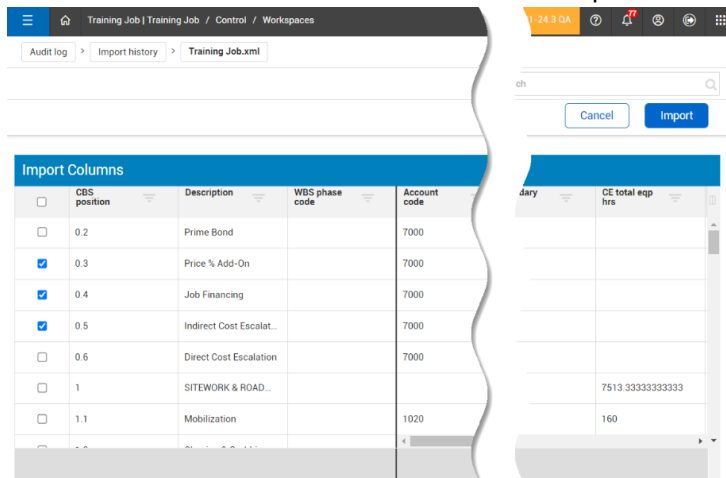 Training Job | Training Job / Control / Workspaces
1-24.3 QA
77
Audit log > Import history > Training Job.xml
ch
Cancel
Import
Import Columns
CBS position
Description
WBS phase code
Account code
dary
CE total eqp hrs
0.2 Prime Bond 7000
0.3 Price % Add-On 7000
0.4 Job Financing 7000
0.5 Indirect Cost Escalat... 7000
0.6 Direct Cost Escalation 7000
1 SITEWORK & ROAD... 7513.33333333333
1.1 Mobilization 1020 160